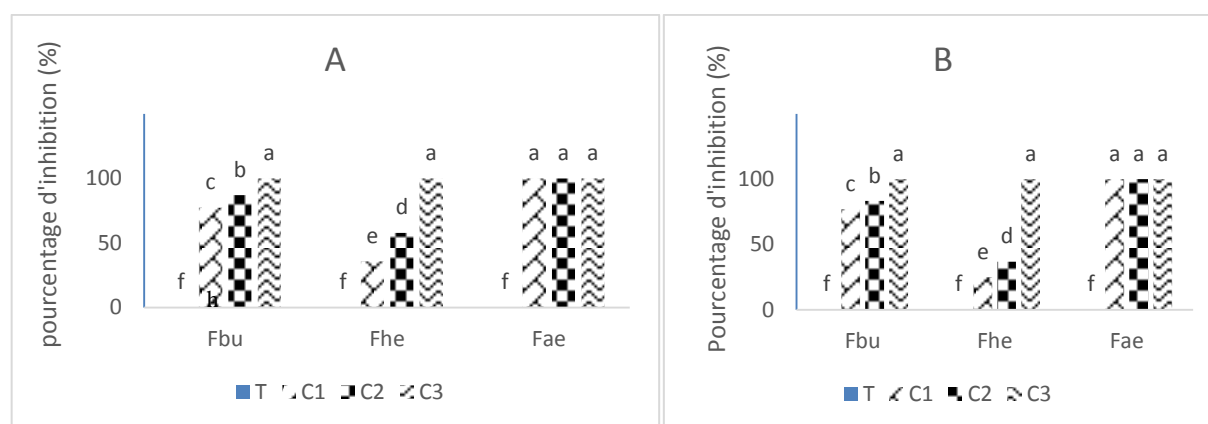 A
pourcentage d'inhibition (%)
100
50
0
f c b a
f e d a
f a a a
h
Fbu Fhe Fae
T C1 C2 C3
B
Pourcentage d'inhibition (%)
100
50
0
f c b a
f e d a
f a a a
Fbu Fhe Fae
T C1 C2 C3